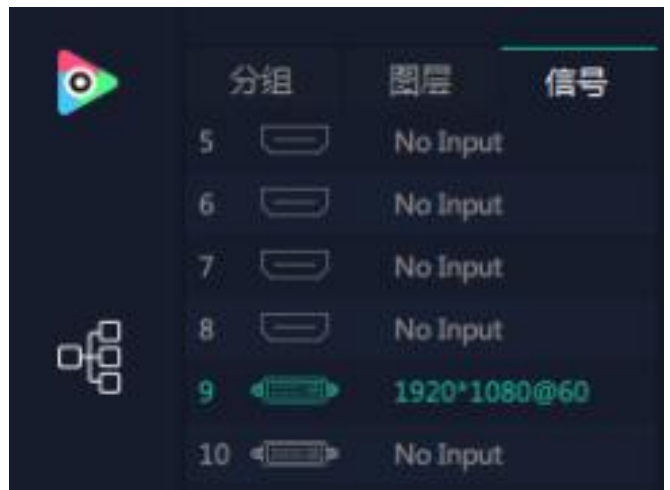 分组 图层 信号
5 No Input
6 No Input
7 No Input
8 No Input
9 1920*1080@60
10 No Input